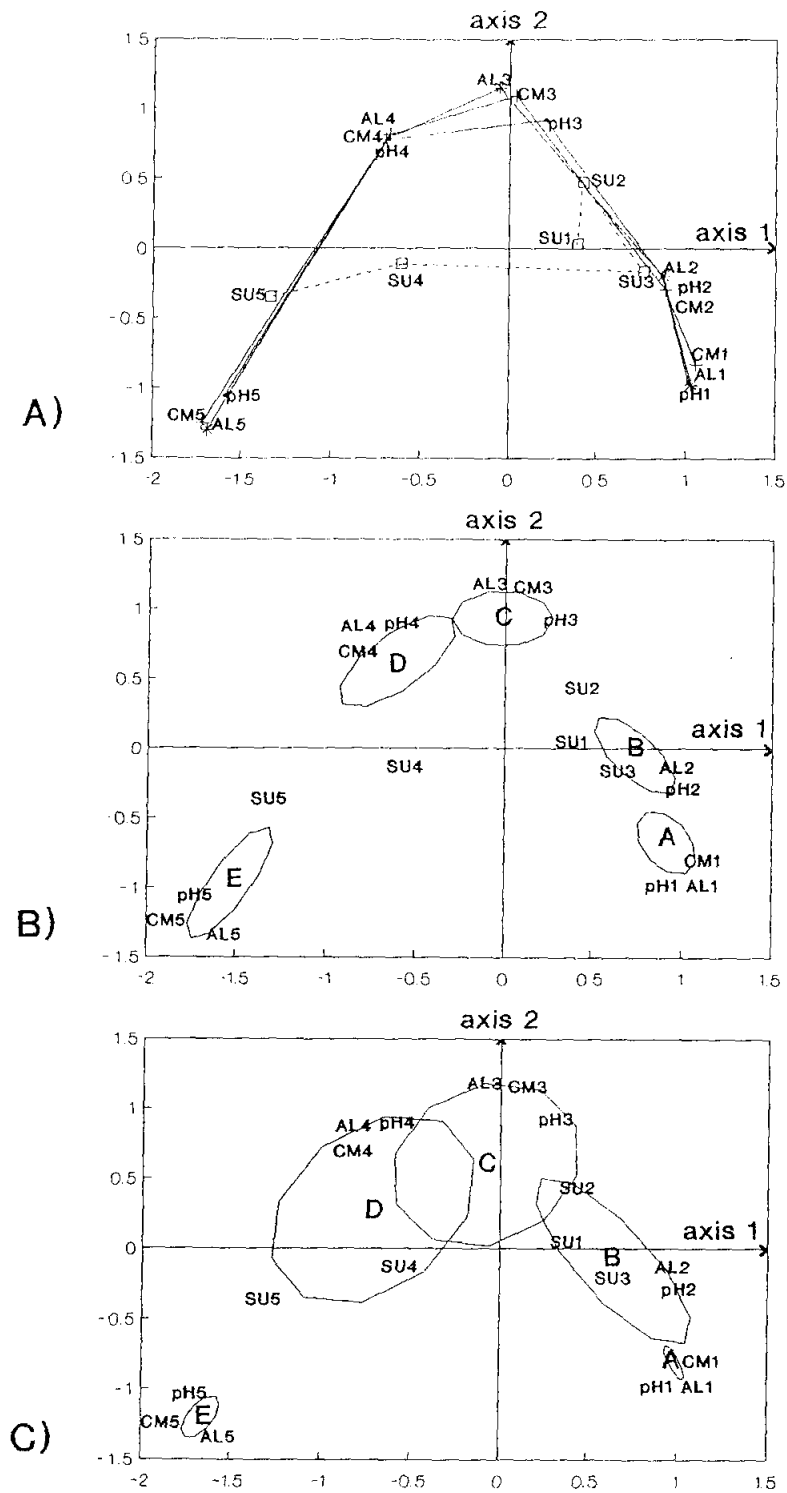 axis 2
1.5
AL3
CM3
1
AL4
pH3
CM4
pH4
0.5
SU2
SU1
axis 1
0
AL2
SU4
SU3
pH2
SU5
CM2
-0.5
CM1
AL1
-1
pH5
pH1
A)
CM5
AL5
-1.5
-2 -1.5 -1 -0.5 0 0.5 1 1.5
axis 2
1.5
AL3 CM3
1
AL4 pH4
C
pH3
CM4
D
0.5
SU2
axis 1
SU1
B
0
SU4
SU3
AL2
pH2
SU5
-0.5
A
CM1
E
pH1 AL1
-1
pH5
B)
CM5
AL5
-1.5
-2 -1.5 -1 -0.5 0 0.5 1 1.5
axis 2
1.5
AL3 CM3
1
AL4 pH4
pH3
CM4
C
0.5
SU2
D
axis 1
SU1
B
0
SU4
SU3
AL2
pH2
SU5
-0.5
A
CM1
pH1 AL1
-1
pH5
E
CM5
AL5
C)
-1.5
-2 -1.5 -1 -0.5 0 0.5 1 1.5